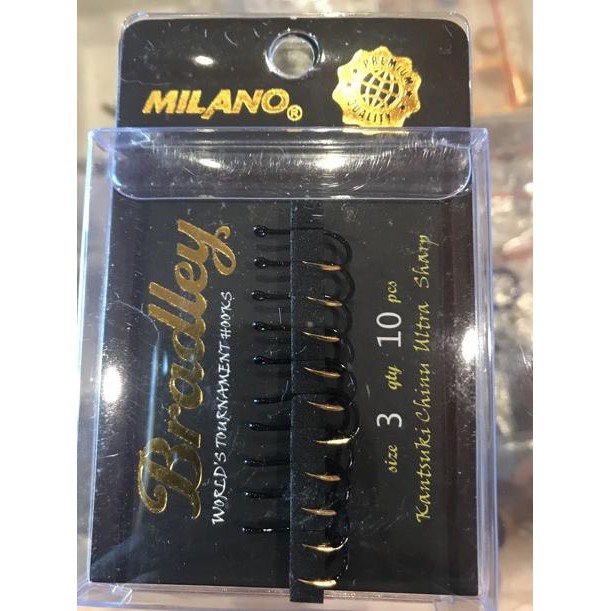 MILANO®
PREMIUM
QUALITY
Bradley
WORLD'S TOURNAMENT HOOKS
size 3 qty 10 pcs
Kantsuki Chinu Ultra Sharp